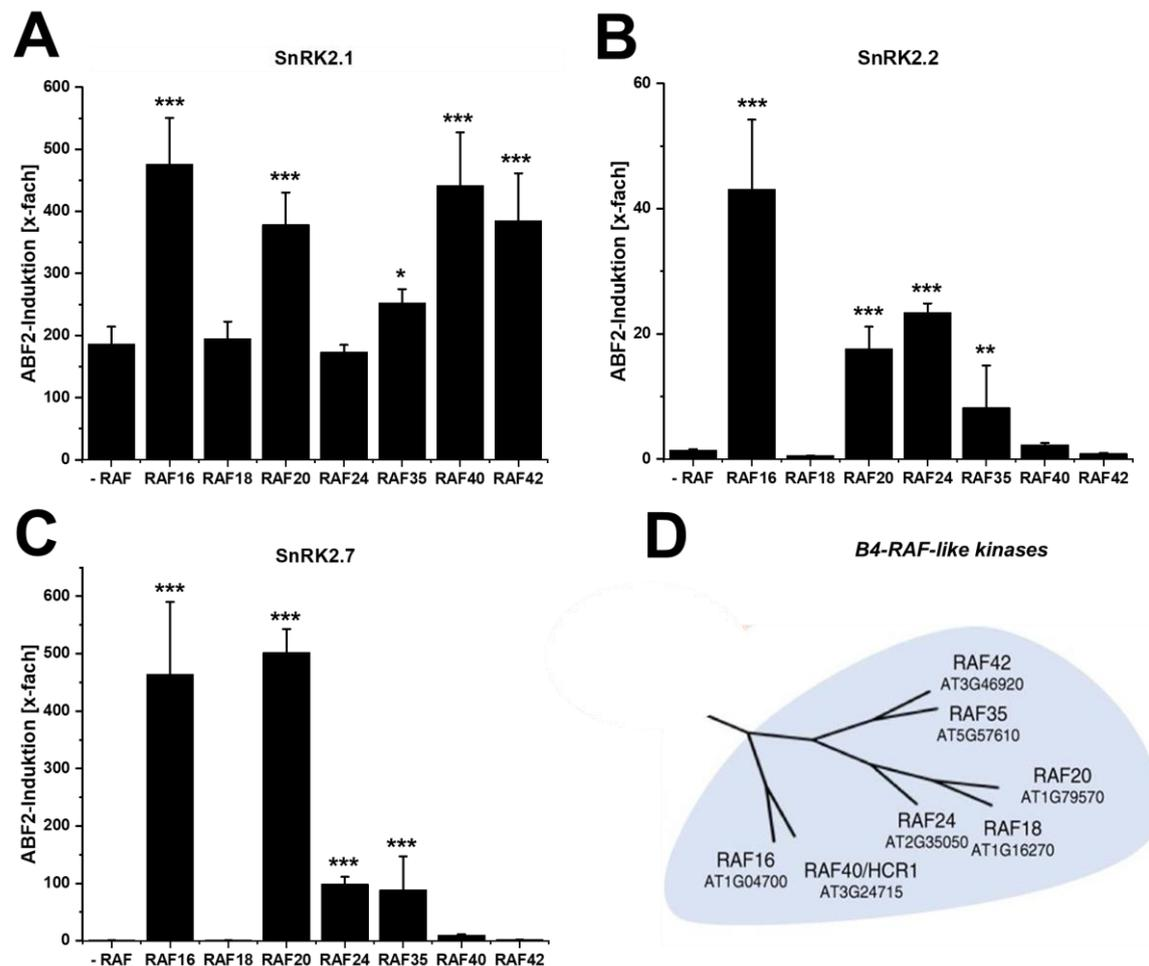 A
SnRK2.1
ABF2-Induktion [x-fach]
600
500
400
300
200
100
0
***
***
*
***
***
- RAF RAF16 RAF18 RAF20 RAF24 RAF35 RAF40 RAF42
B
SnRK2.2
ABF2-Induktion [x-fach]
60
40
20
0
***
***
***
**
- RAF RAF16 RAF18 RAF20 RAF24 RAF35 RAF40 RAF42
C
SnRK2.7
ABF2-Induktion [x-fach]
600
500
400
300
200
100
0
***
***
***
***
- RAF RAF16 RAF18 RAF20 RAF24 RAF35 RAF40 RAF42
D
B4-RAF-like kinases
RAF42
AT3G46920
RAF35
AT5G57610
RAF20
AT1G79570
RAF24
AT2G35050
RAF18
AT1G16270
RAF16
AT1G04700
RAF40/HCR1
AT3G24715